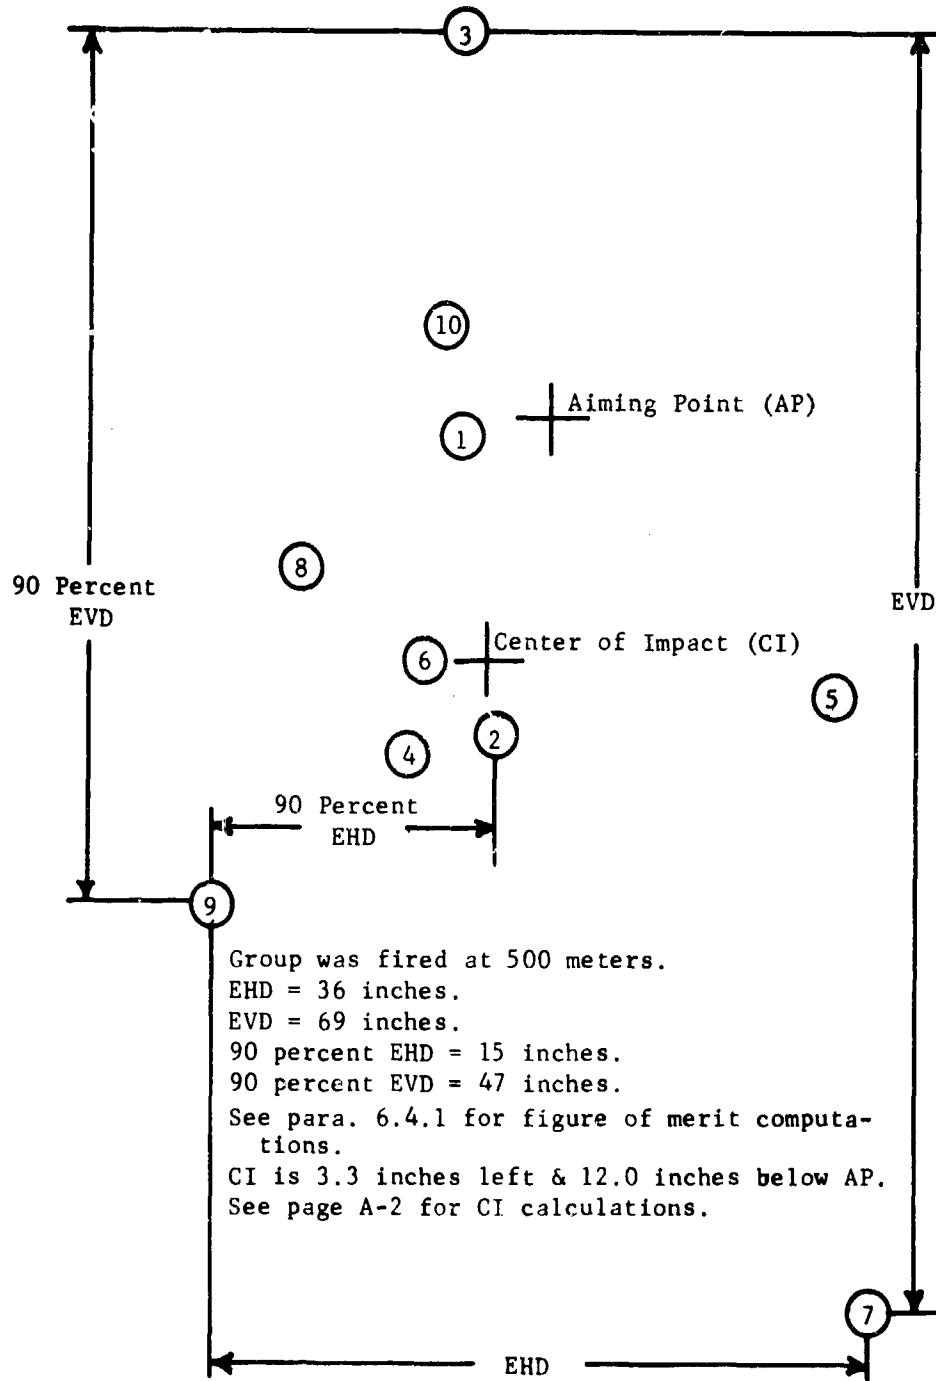 3
10
Aiming Point (AP)
1
8
90 Percent
EVD
EVD
Center of Impact (CI)
6
5
2
4
90 Percent
EHD
9
Group was fired at 500 meters.
EHD = 36 inches.
EVD = 69 inches.
90 percent EHD = 15 inches.
90 percent EVD = 47 inches.
See para. 6.4.1 for figure of merit computa-
tions.
CI is 3.3 inches left & 12.0 inches below AP.
See page A-2 for CI calculations.
7
EHD